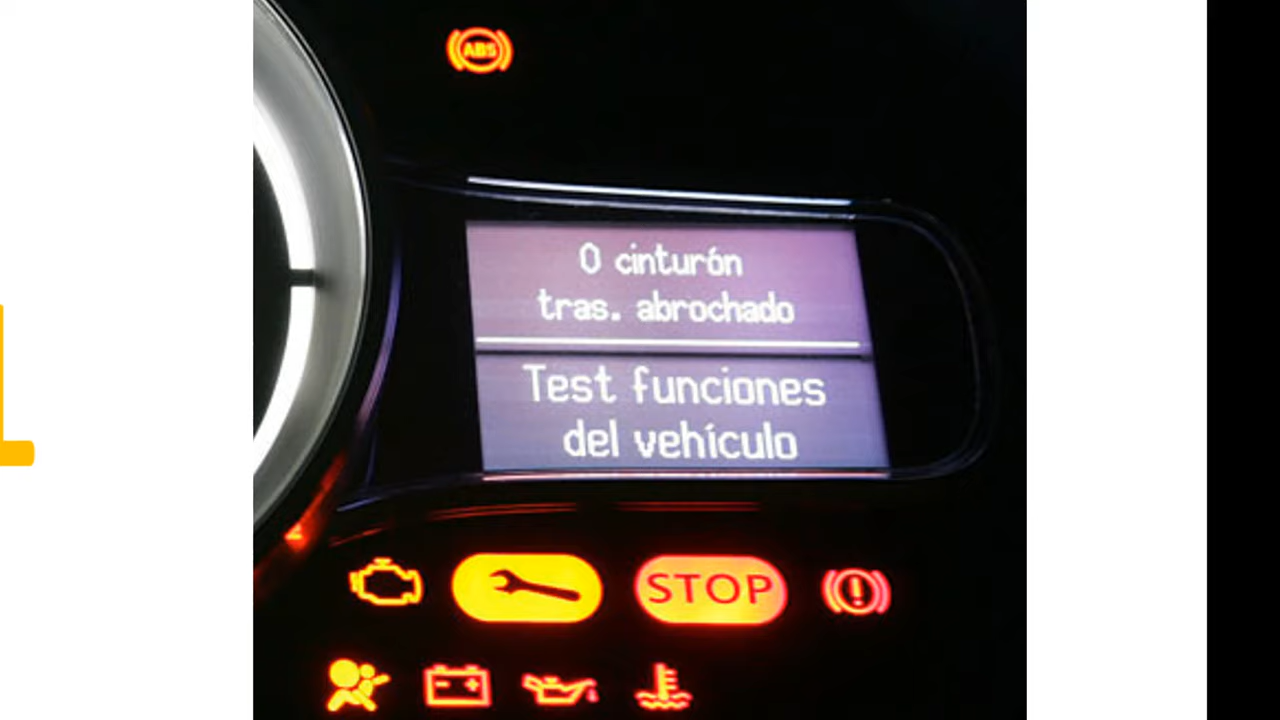 ABS
0 cinturón
tras. abrochado
Test funciones
del vehículo
STOP